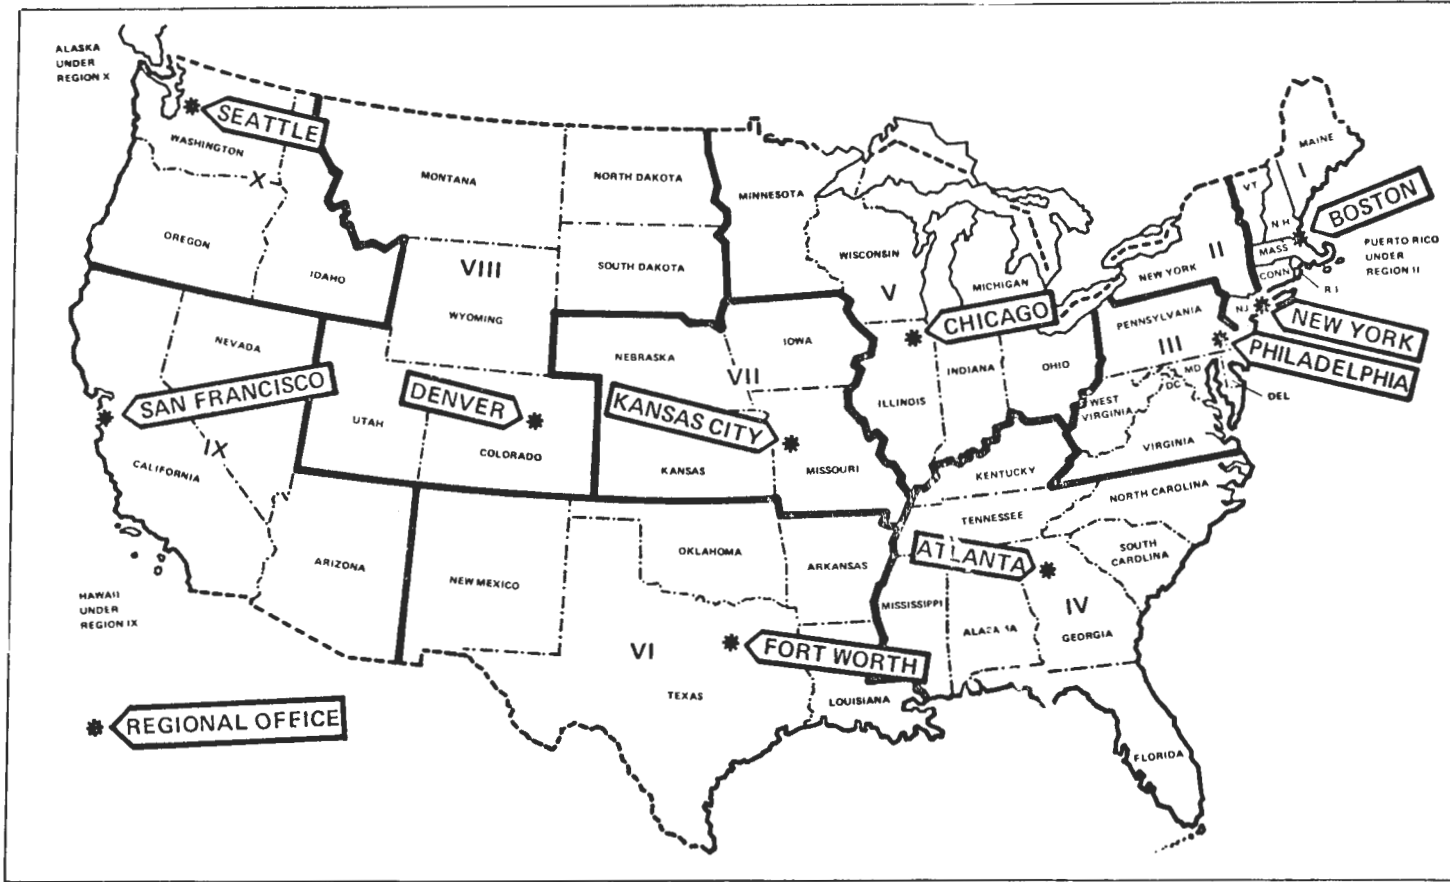 ALASKA
UNDER
REGION X
SEATTLE
WASHINGTON
X
OREGON
IDAHO
MONTANA
NORTH DAKOTA
MINNESOTA
VIII
SOUTH DAKOTA
WYOMING
WISCONSIN
V
MICHIGAN
MAINE
I
VT
N H
BOSTON
MASS
CONN
R I
PUERTO RICO
UNDER
REGION II
II
NEW YORK
NJ
NEW YORK
PENNSYLVANIA
III
PHILADELPHIA
MD
DC
DEL
CHICAGO
NEVADA
NEBRASKA
IOWA
VII
INDIANA
OHIO
ILLINOIS
WEST
VIRGINIA
VIRGINIA
SAN FRANCISCO
DENVER
KANSAS CITY
UTAH
COLORADO
KANSAS
MISSOURI
KENTUCKY
IX
CALIFORNIA
NORTH CAROLINA
TENNESSEE
SOUTH
CAROLINA
ATLANTA
ARIZONA
NEW MEXICO
OKLAHOMA
ARKANSAS
MISSISSIPPI
IV
GEORGIA
HAWAII
UNDER
REGION IX
VI
FORT WORTH
TEXAS
LOUISIANA
FLORIDA
REGIONAL OFFICE